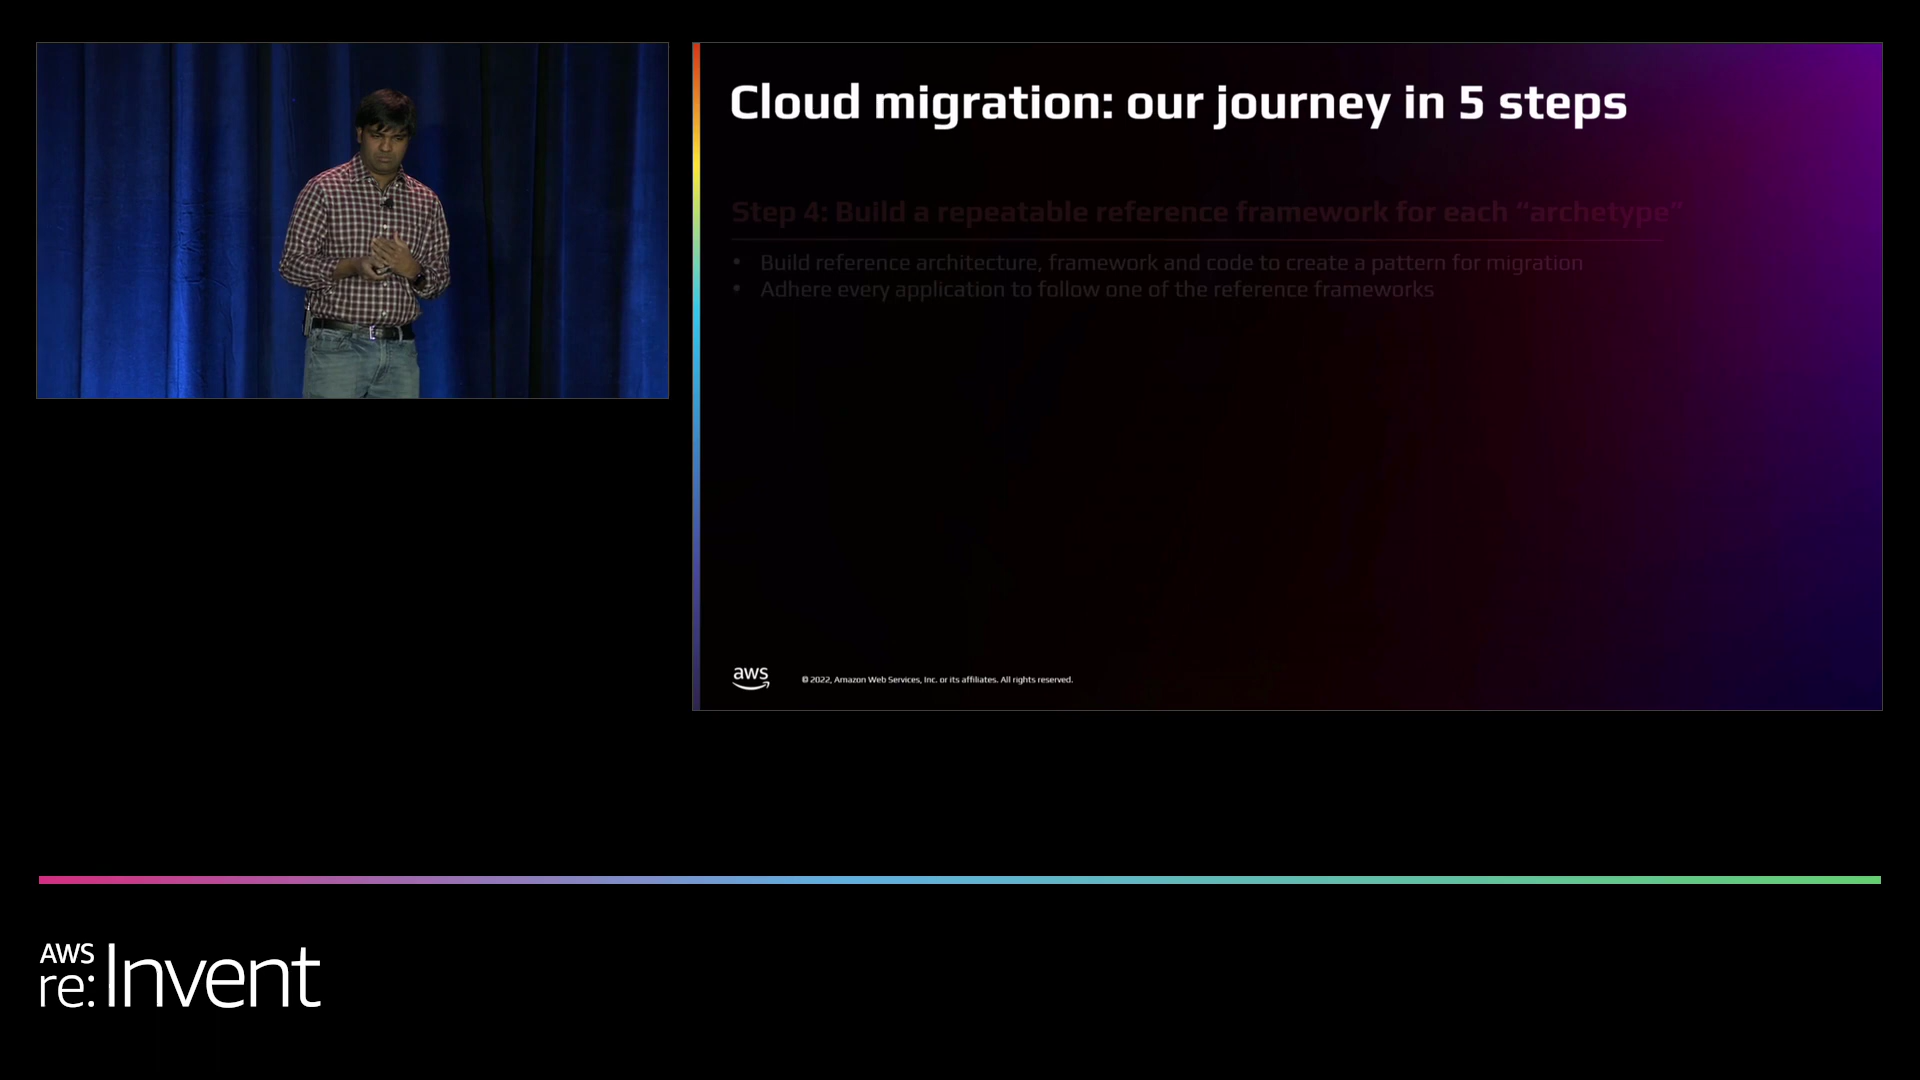 Cloud migration: our journey in 5 steps
Step 4: Build a repeatable reference framework for each “archetype”
• Build reference architecture, framework and code to create a pattern for migration
• Adhere every application to follow one of the reference frameworks
aws
© 2022, Amazon Web Services, Inc. or its affiliates. All rights reserved.
AWS
re:Invent